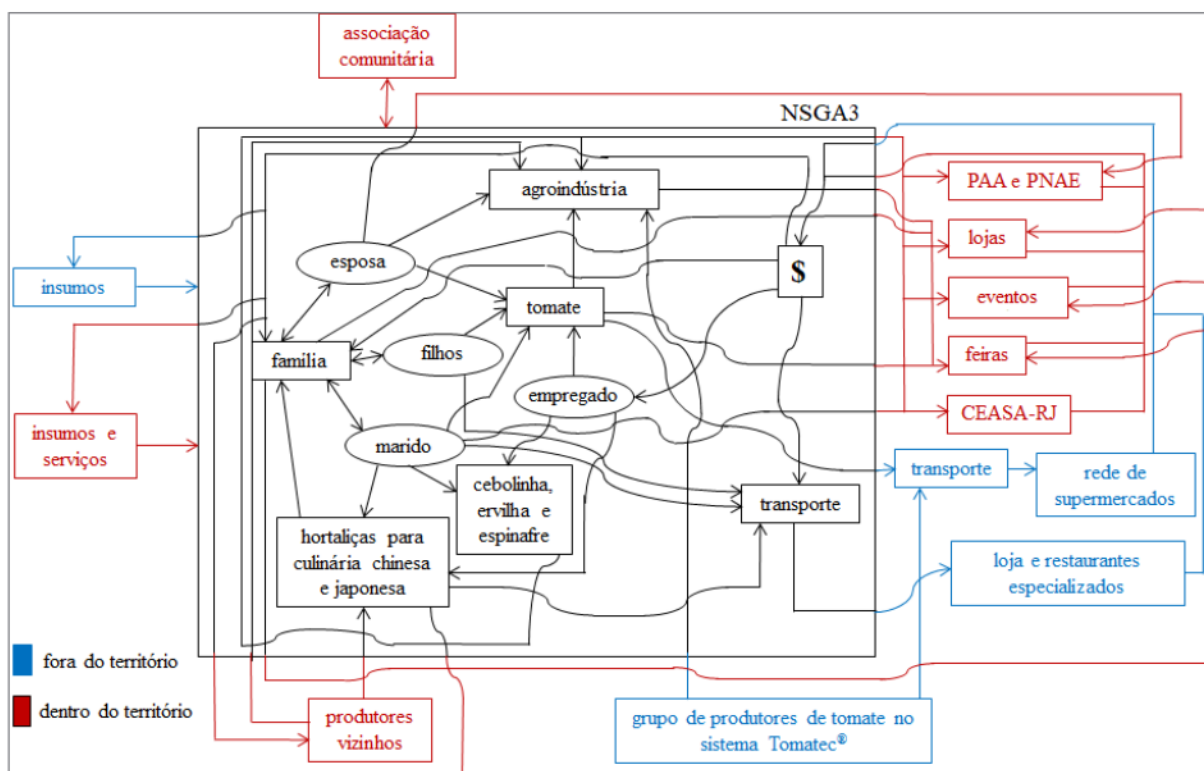 associação
comunitária
NSGA3
agroindústria
PAA e PNAE
esposa
lojas
$
insumos
eventos
tomate
família
filhos
feiras
empregado
CEASA-RJ
insumos e
serviços
marido
transporte
rede de
supermercados
cebolinha,
ervilha e
espinafre
transporte
hortaliças para
culinária chinesa
e japonesa
loja e restaurantes
especializados
fora do território
dentro do território
produtores
vizinhos
grupo de produtores de tomate no
sistema Tomatec®